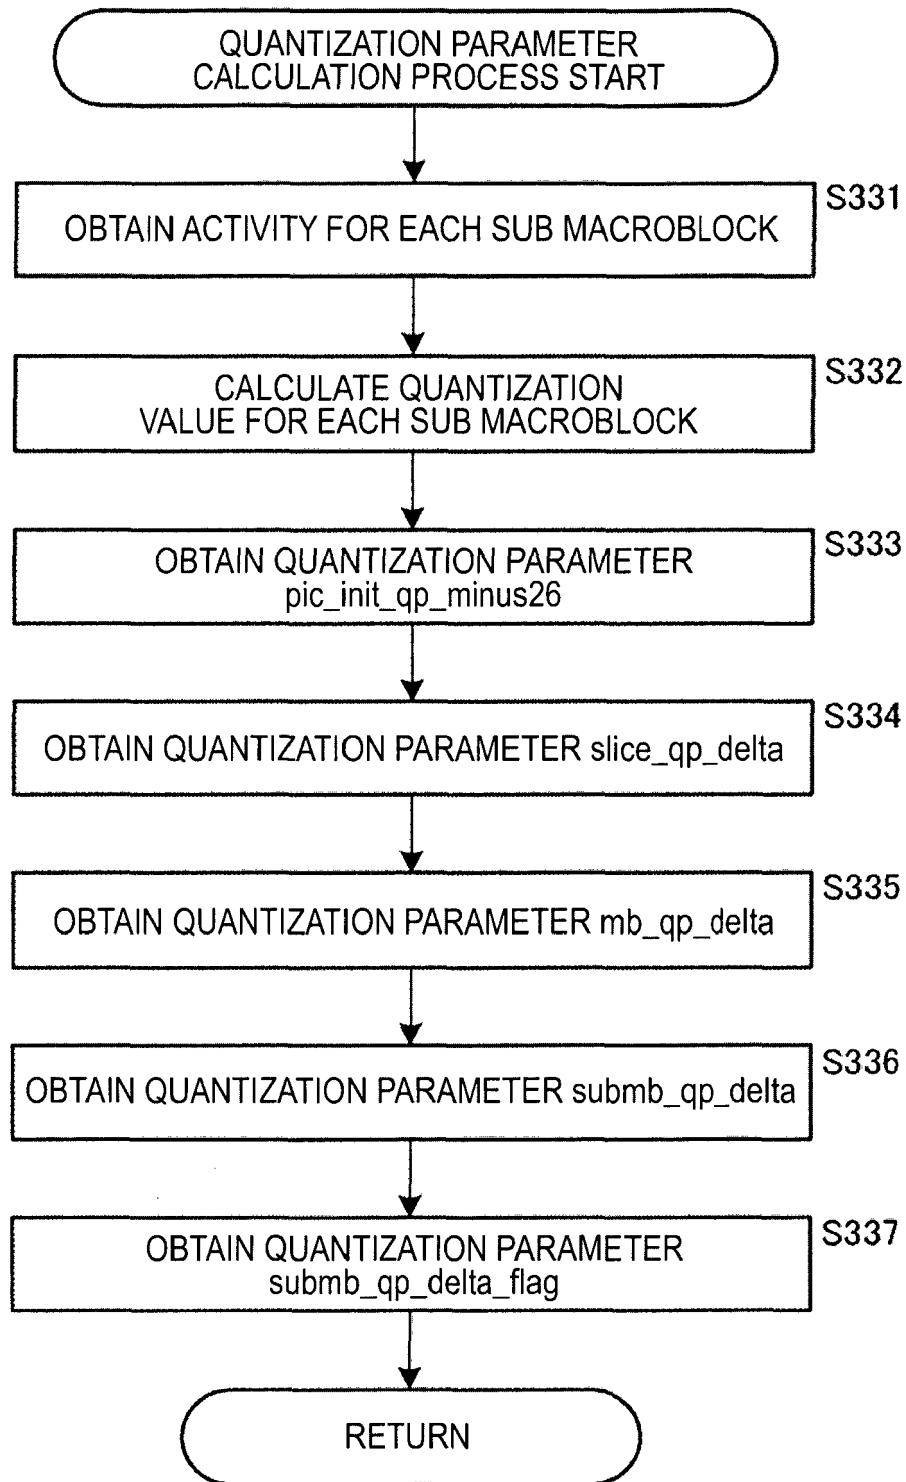 QUANTIZATION PARAMETER
CALCULATION PROCESS START
S331
OBTAIN ACTIVITY FOR EACH SUB MACROBLOCK
S332
CALCULATE QUANTIZATION
VALUE FOR EACH SUB MACROBLOCK
S333
OBTAIN QUANTIZATION PARAMETER
pic_init_qp_minus26
S334
OBTAIN QUANTIZATION PARAMETER slice_qp_delta
S335
OBTAIN QUANTIZATION PARAMETER mb_qp_delta
S336
OBTAIN QUANTIZATION PARAMETER submb_qp_delta
S337
OBTAIN QUANTIZATION PARAMETER
submb_qp_delta_flag
RETURN